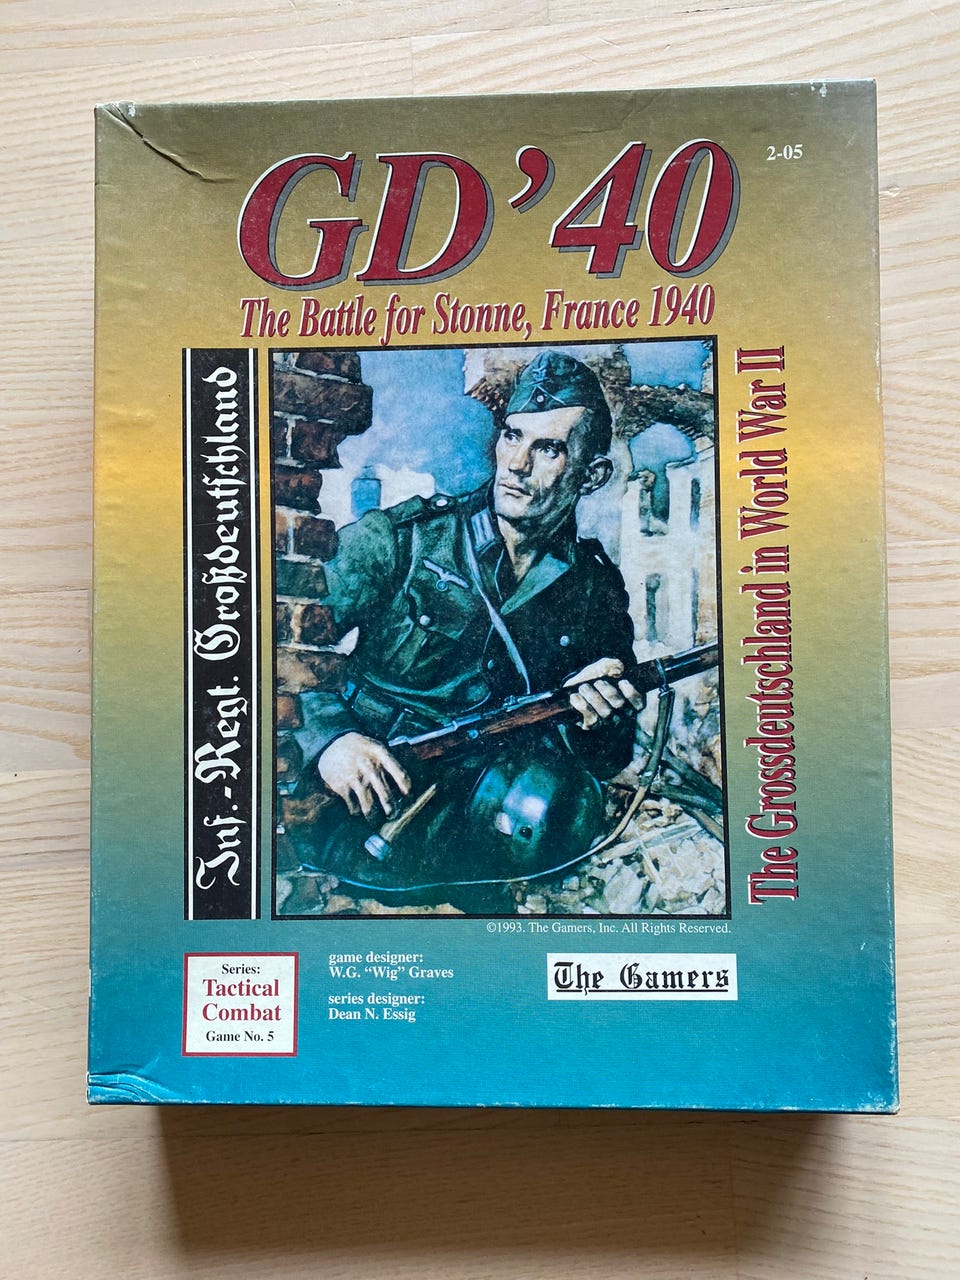 GD ’40
2-05
The Battle for Stonne, France 1940
Inf.-Regt. Großdeutschland
The Grossdeutschland in World War II
©1993. The Gamers, Inc. All Rights Reserved.
Series:
Tactical
Combat
Game No. 5
game designer:
W.G. “Wig” Graves
series designer:
Dean N. Essig
The Gamers